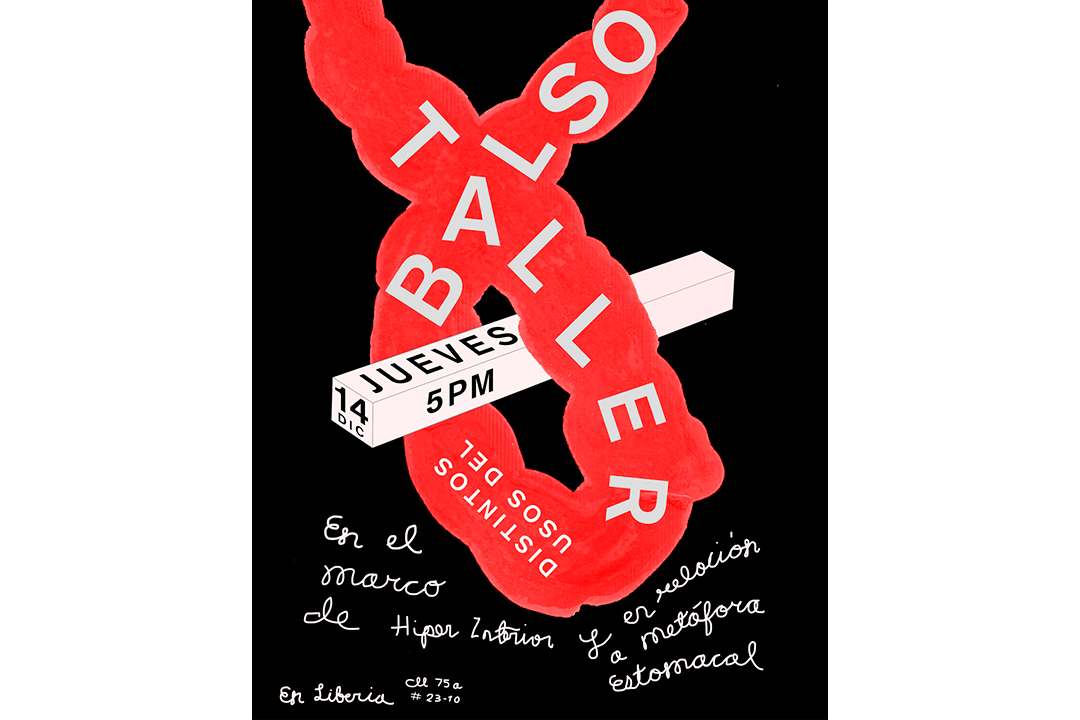 TALLER
DISTINTOS
USOS DEL
BALSO
JUEVES
14
DIC
5PM
En el
marco
de Hiper Interior
y en relación
a metáfora
Estomacal
En Liberia
Cll 75a
# 23-10